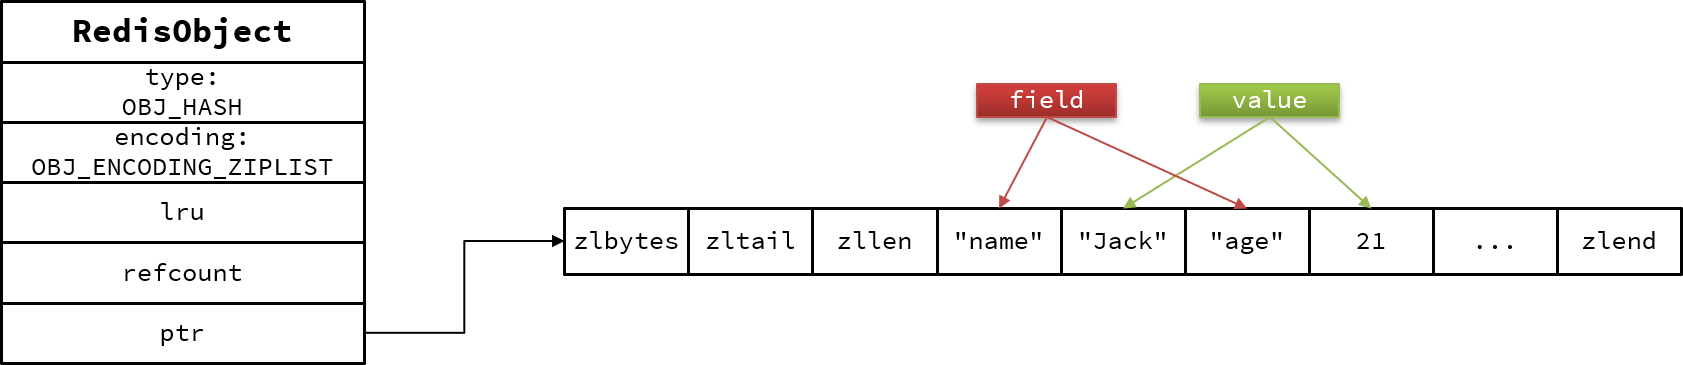 RedisObject
type:
OBJ_HASH
encoding:
OBJ_ENCODING_ZIPLIST
lru
refcount
ptr
field value
zlbytes zltail zllen "name" "Jack" "age" 21 ... zlend